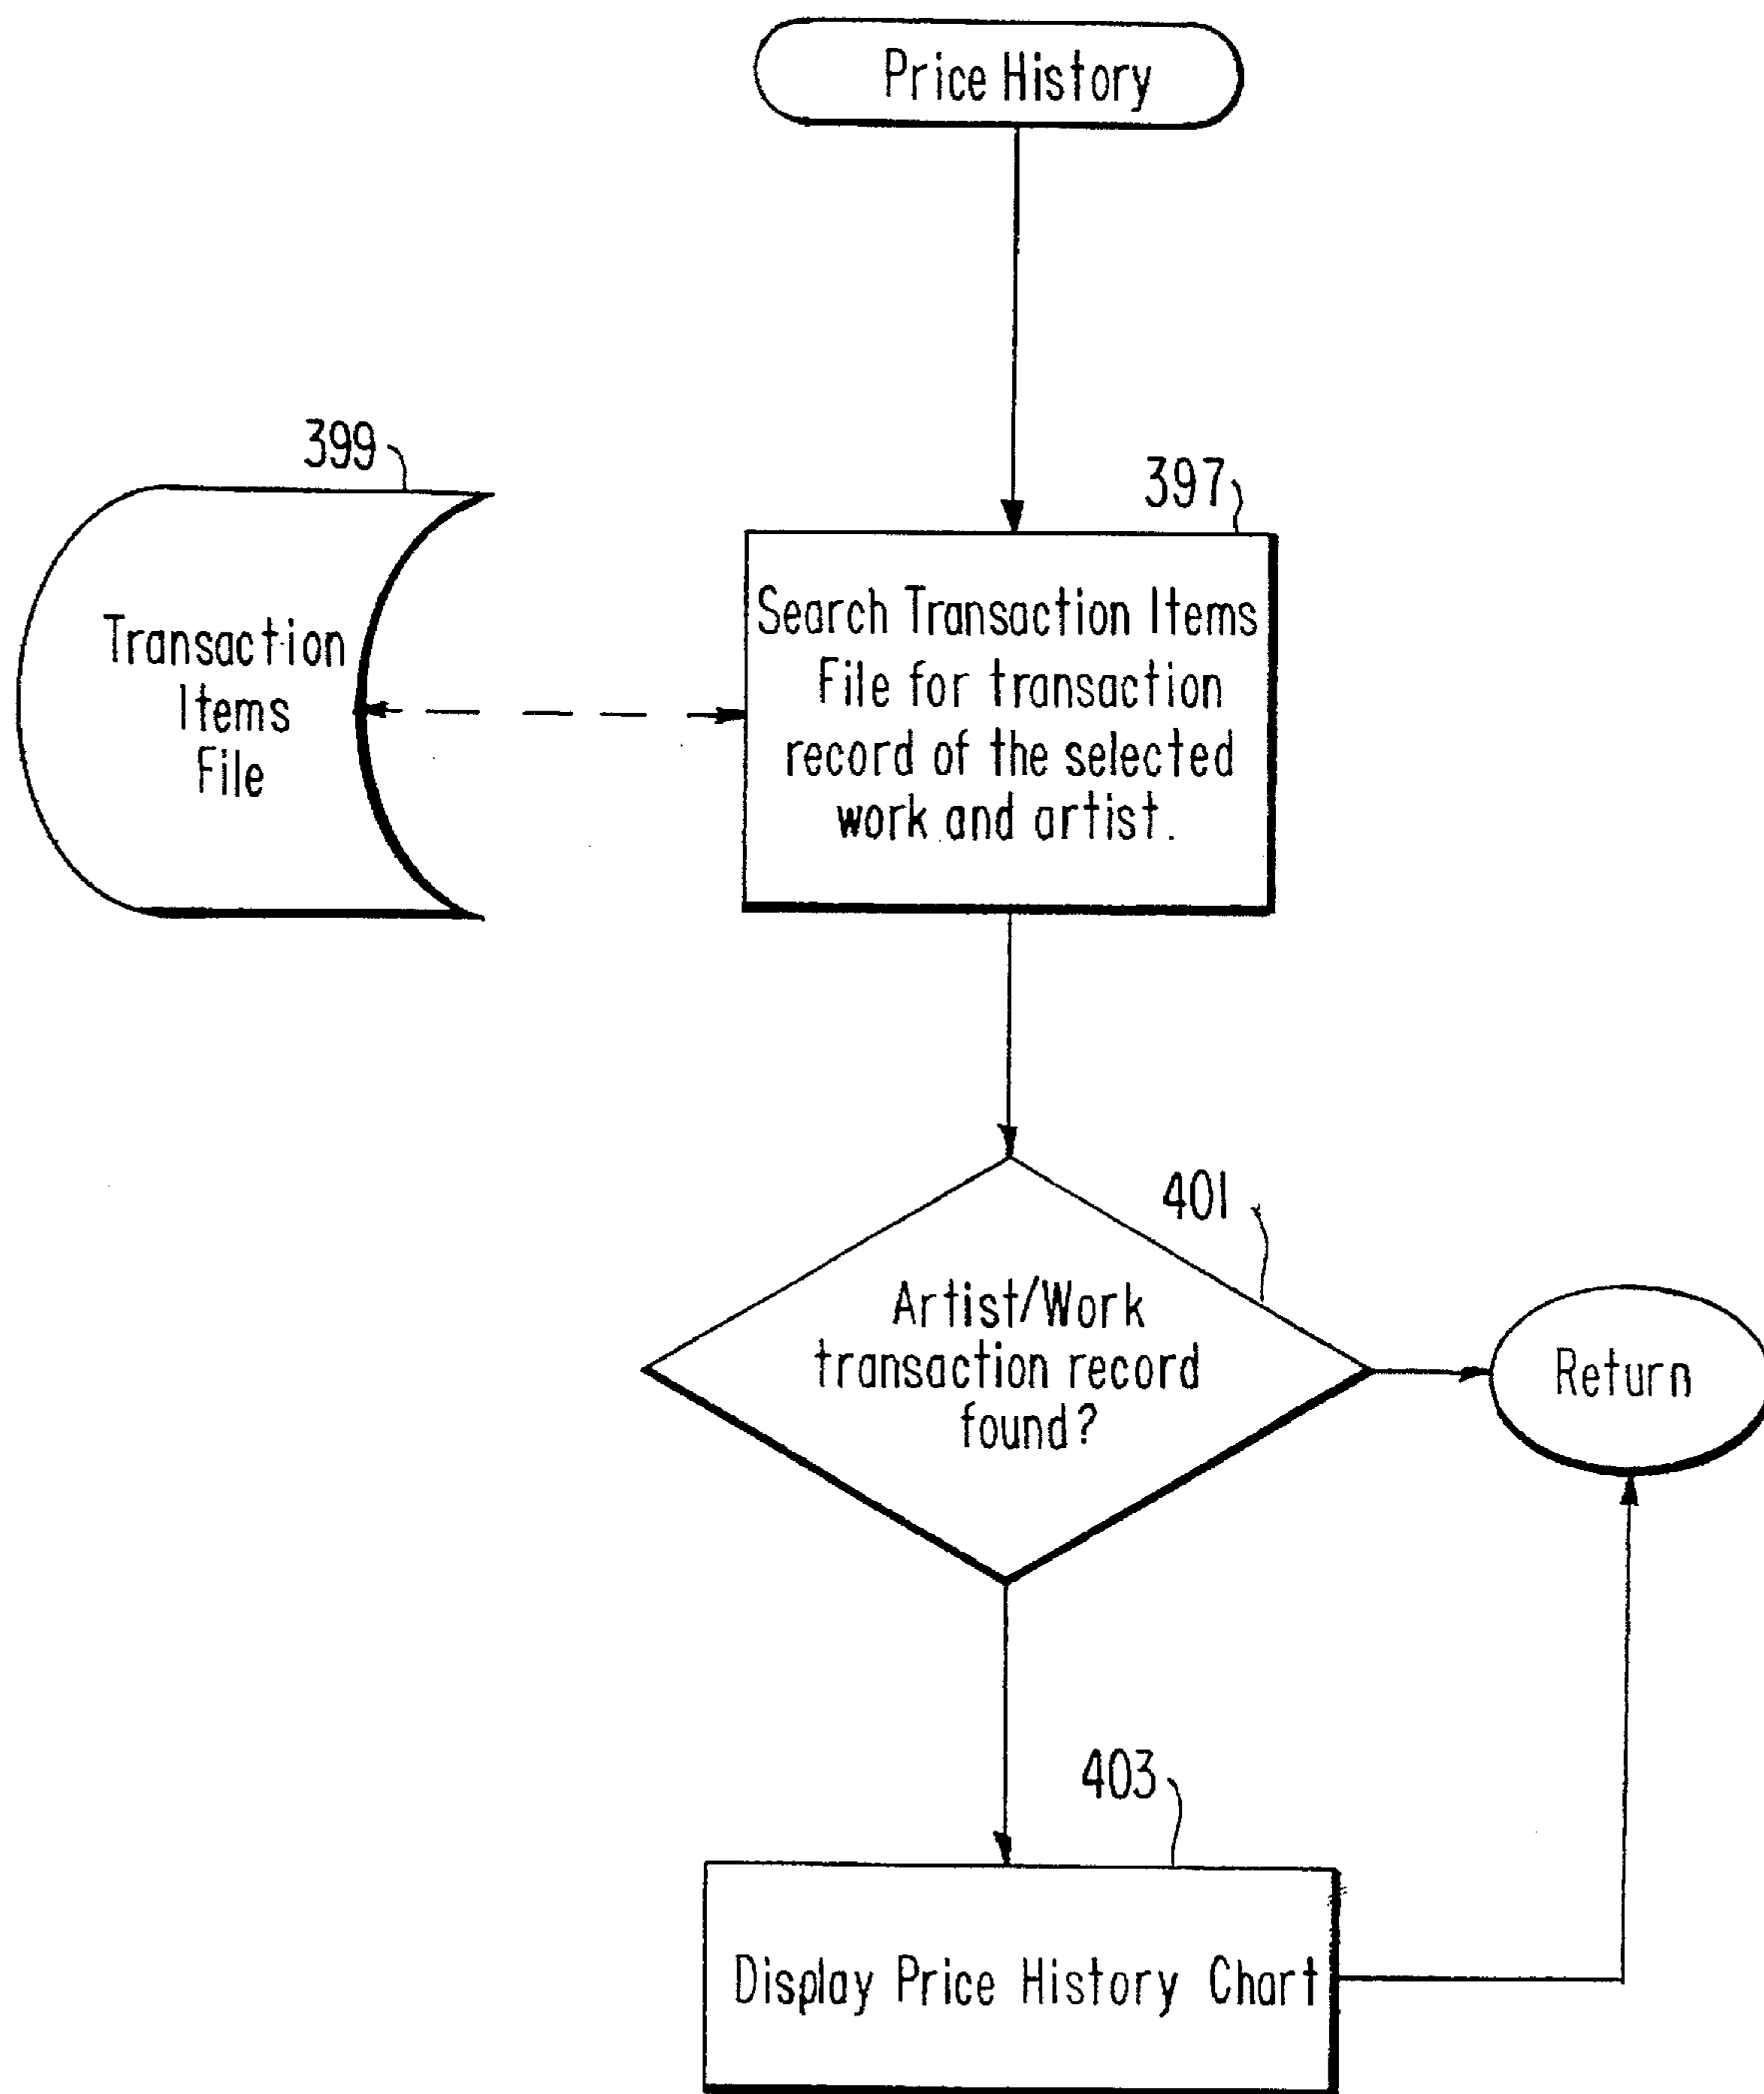 Price History
399
397
Transaction
Items
File
Search Transaction Items
File for transaction
record of the selected
work and artist.
401
Artist/Work
transaction record
found?
Return
403
Display Price History Chart